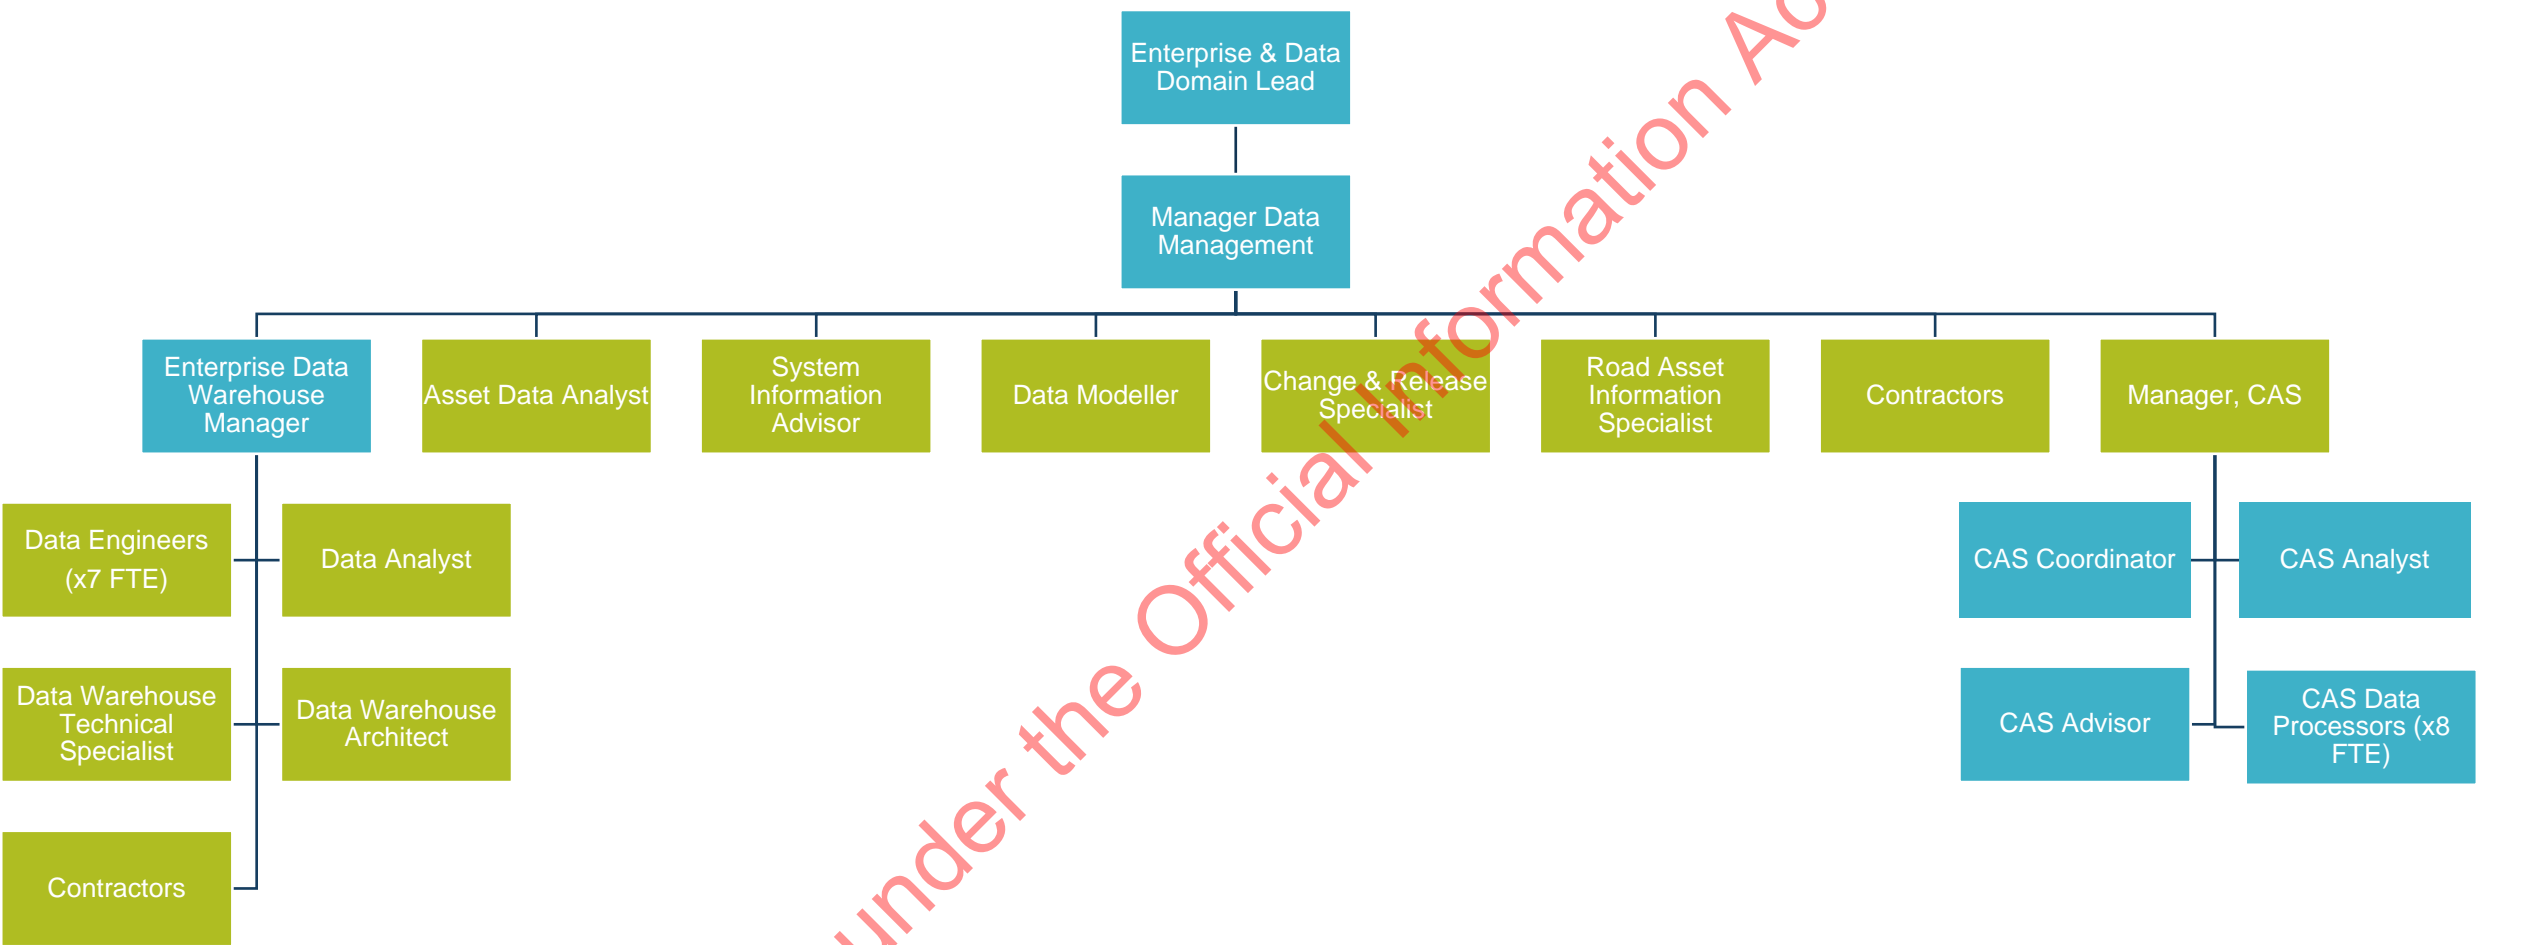 Enterprise & Data
Domain Lead
Manager Data
Management
Enterprise Data
Warehouse
Manager
Asset Data Analyst
System
Information
Advisor
Data Modeller
Change & Release
Specialist
Road Asset
Information
Specialist
Contractors
Manager, CAS
Data Engineers
(x7 FTE)
Data Analyst
Data Warehouse
Technical
Specialist
Data Warehouse
Architect
Contractors
CAS Coordinator
CAS Analyst
CAS Advisor
CAS Data
Processors (x8
FTE)
under the Official Information